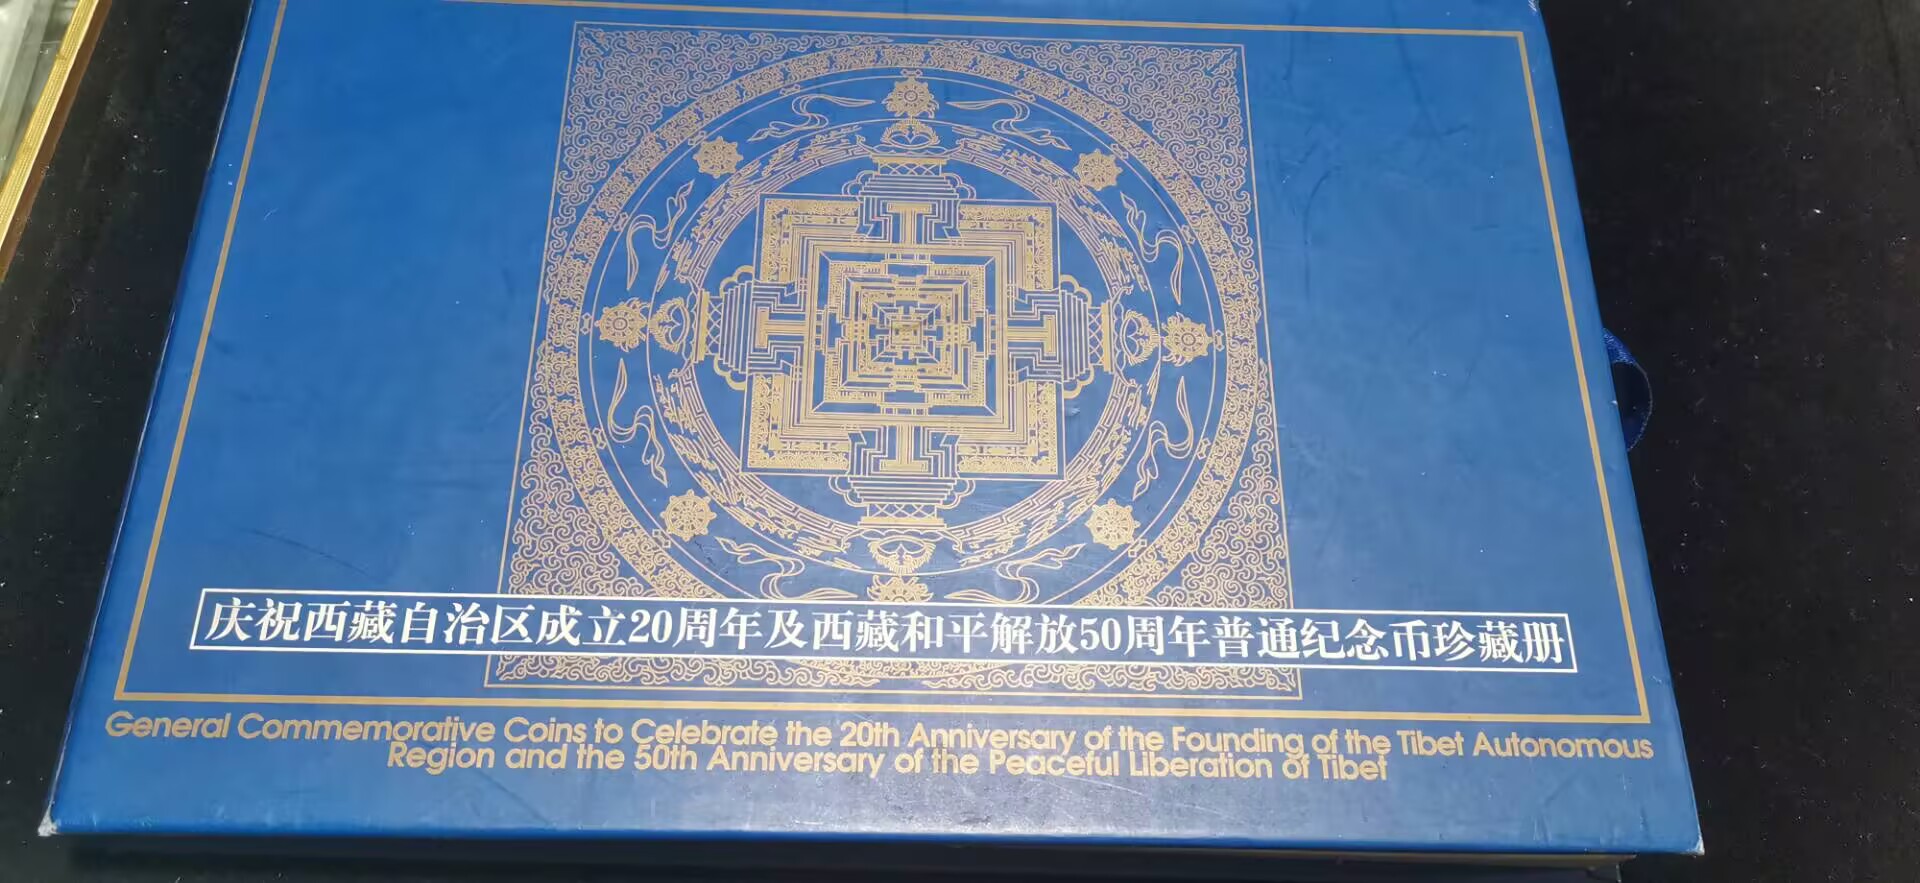 庆祝西藏自治区成立20周年及西藏和平解放50周年普通纪念币珍藏册
General Commemorative Coins to Celebrate the 20th Anniversary of the Founding of the Tibet Autonomous
Region and the 50th Anniversary of the Peaceful Liberation of Tibet